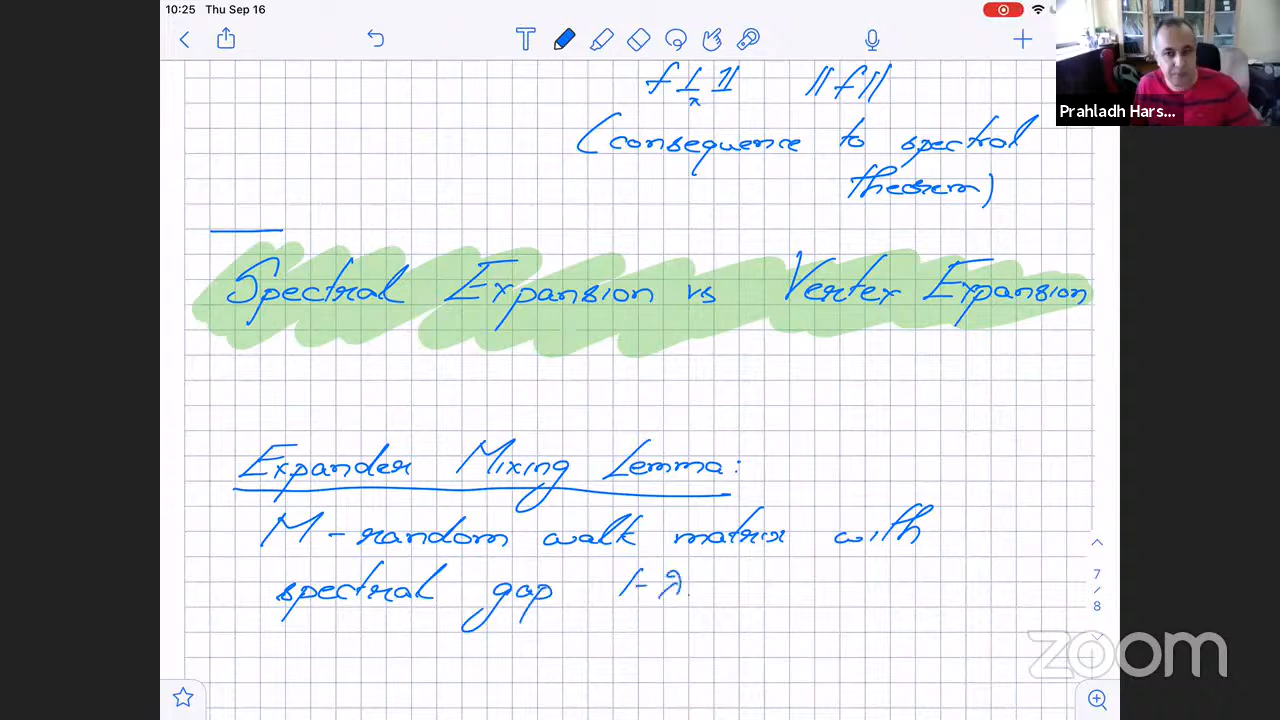 10:25 Thu Sep 16
f ⊥ 𝟙 ||f||
π
(consequence to spectral
theorem)
Prahladh Hars...
Spectral Expansion vs Vertex Expansion
Expander Mixing Lemma:
M - random walk matrix with
spectral gap 1-λ
7
/
8
zoom